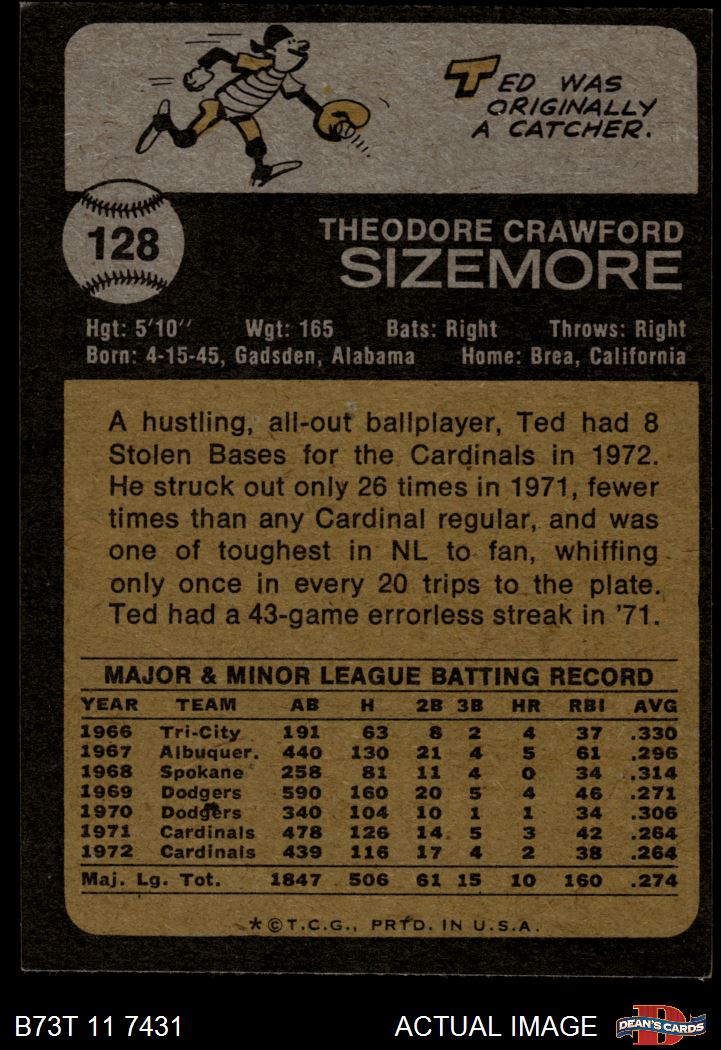 TED WAS
ORIGINALLY
A CATCHER.
128
THEODORE CRAWFORD
SIZEMORE
Hgt: 5'10" Wgt: 165 Bats: Right Throws: Right
Born: 4-15-45, Gadsden, Alabama Home: Brea, California
A hustling, all-out ballplayer, Ted had 8
Stolen Bases for the Cardinals in 1972.
He struck out only 26 times in 1971, fewer
times than any Cardinal regular, and was
one of toughest in NL to fan, whiffing
only once in every 20 trips to the plate.
Ted had a 43-game errorless streak in '71.
MAJOR & MINOR LEAGUE BATTING RECORD
YEAR TEAM AB H 2B 3B HR RBI AVG
1966 Tri-City 191 63 8 2 4 37 .330
1967 Albuquer. 440 130 21 4 5 61 .296
1968 Spokane 258 81 11 4 0 34 .314
1969 Dodgers 590 160 20 5 4 46 .271
1970 Dodgers 340 104 10 1 1 34 .306
1971 Cardinals 478 126 14 5 3 42 .264
1972 Cardinals 439 116 17 4 2 38 .264
Maj. Lg. Tot. 1847 506 61 15 10 160 .274
*©T.C.G., PRTD. IN U.S.A.
B73T 11 7431 ACTUAL IMAGE
D
DEAN'S CARDS